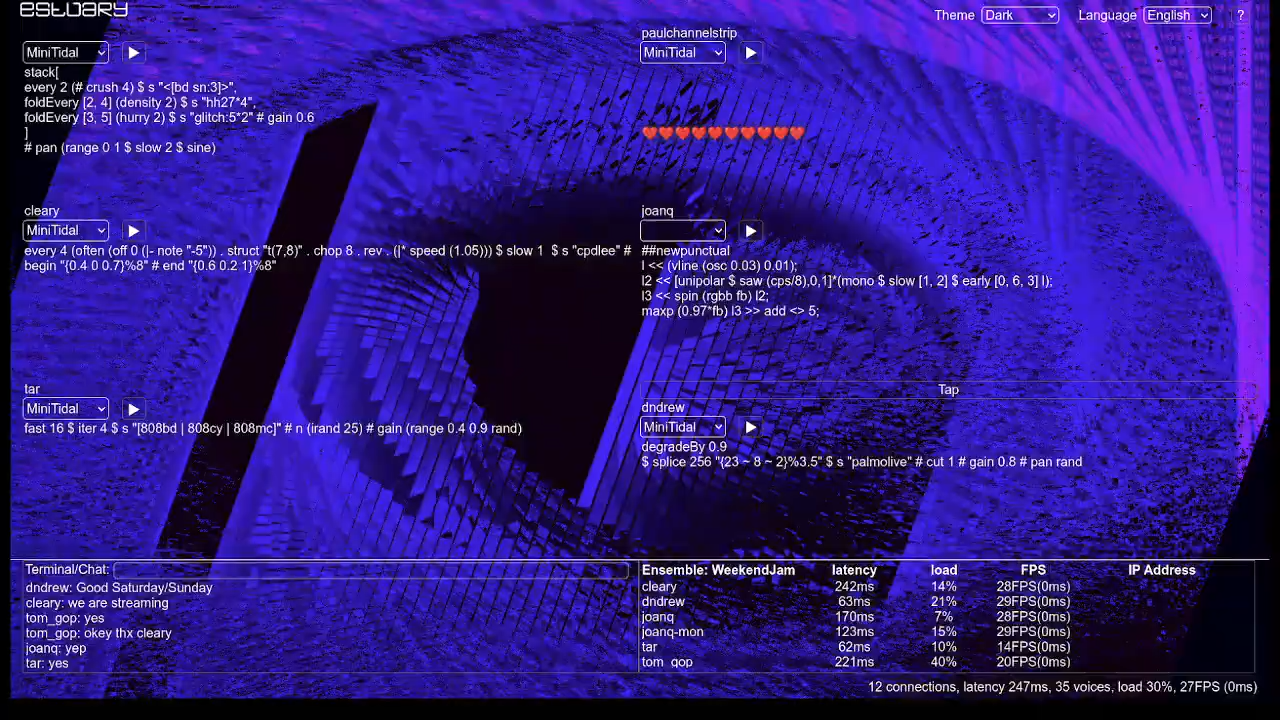 estuary
Theme Dark Language English ?
MiniTidal
stack[
every 2 (# crush 4) $ s "<[bd sn:3]>",
foldEvery [2, 4] (density 2) $ s "hh27*4",
foldEvery [3, 5] (hurry 2) $ s "glitch:5*2" # gain 0.6
]
# pan (range 0 1 $ slow 2 $ sine)
paulchannelstrip
MiniTidal
❤️❤️❤️❤️❤️❤️❤️❤️❤️❤️
cleary
MiniTidal
every 4 (often (off 0 (|- note "-5")) . struct "t(7,8)" . chop 8 . rev . (|* speed (1.05))) $ slow 1 $ s "cpdlee" #
begin "{0.4 0 0.7}%8" # end "{0.6 0.2 1}%8"
joanq
##newpunctual
l << (vline (osc 0.03) 0.01);
l2 << [unipolar $ saw (cps/8),0,1]*(mono $ slow [1, 2] $ early [0, 6, 3] l);
l3 << spin (rgbb fb) l2;
maxp (0.97*fb) l3 >> add <> 5;
tar
MiniTidal
fast 16 $ iter 4 $ s "[808bd | 808cy | 808mc]" # n (irand 25) # gain (range 0.4 0.9 rand)
Tap
dndrew
MiniTidal
degradeBy 0.9
$ splice 256 "{23 ~ 8 ~ 2}%3.5" $ s "palmolive" # cut 1 # gain 0.8 # pan rand
Terminal/Chat:
dndrew: Good Saturday/Sunday
cleary: we are streaming
tom_gop: yes
tom_gop: okey thx cleary
joanq: yep
tar: yes
Ensemble: WeekendJam latency load FPS IP Address
cleary 242ms 14% 28FPS(0ms)
dndrew 63ms 21% 29FPS(0ms)
joanq 170ms 7% 28FPS(0ms)
joanq-mon 123ms 15% 29FPS(0ms)
tar 62ms 10% 14FPS(0ms)
tom_gop 221ms 40% 20FPS(0ms)
12 connections, latency 247ms, 35 voices, load 30%, 27FPS (0ms)